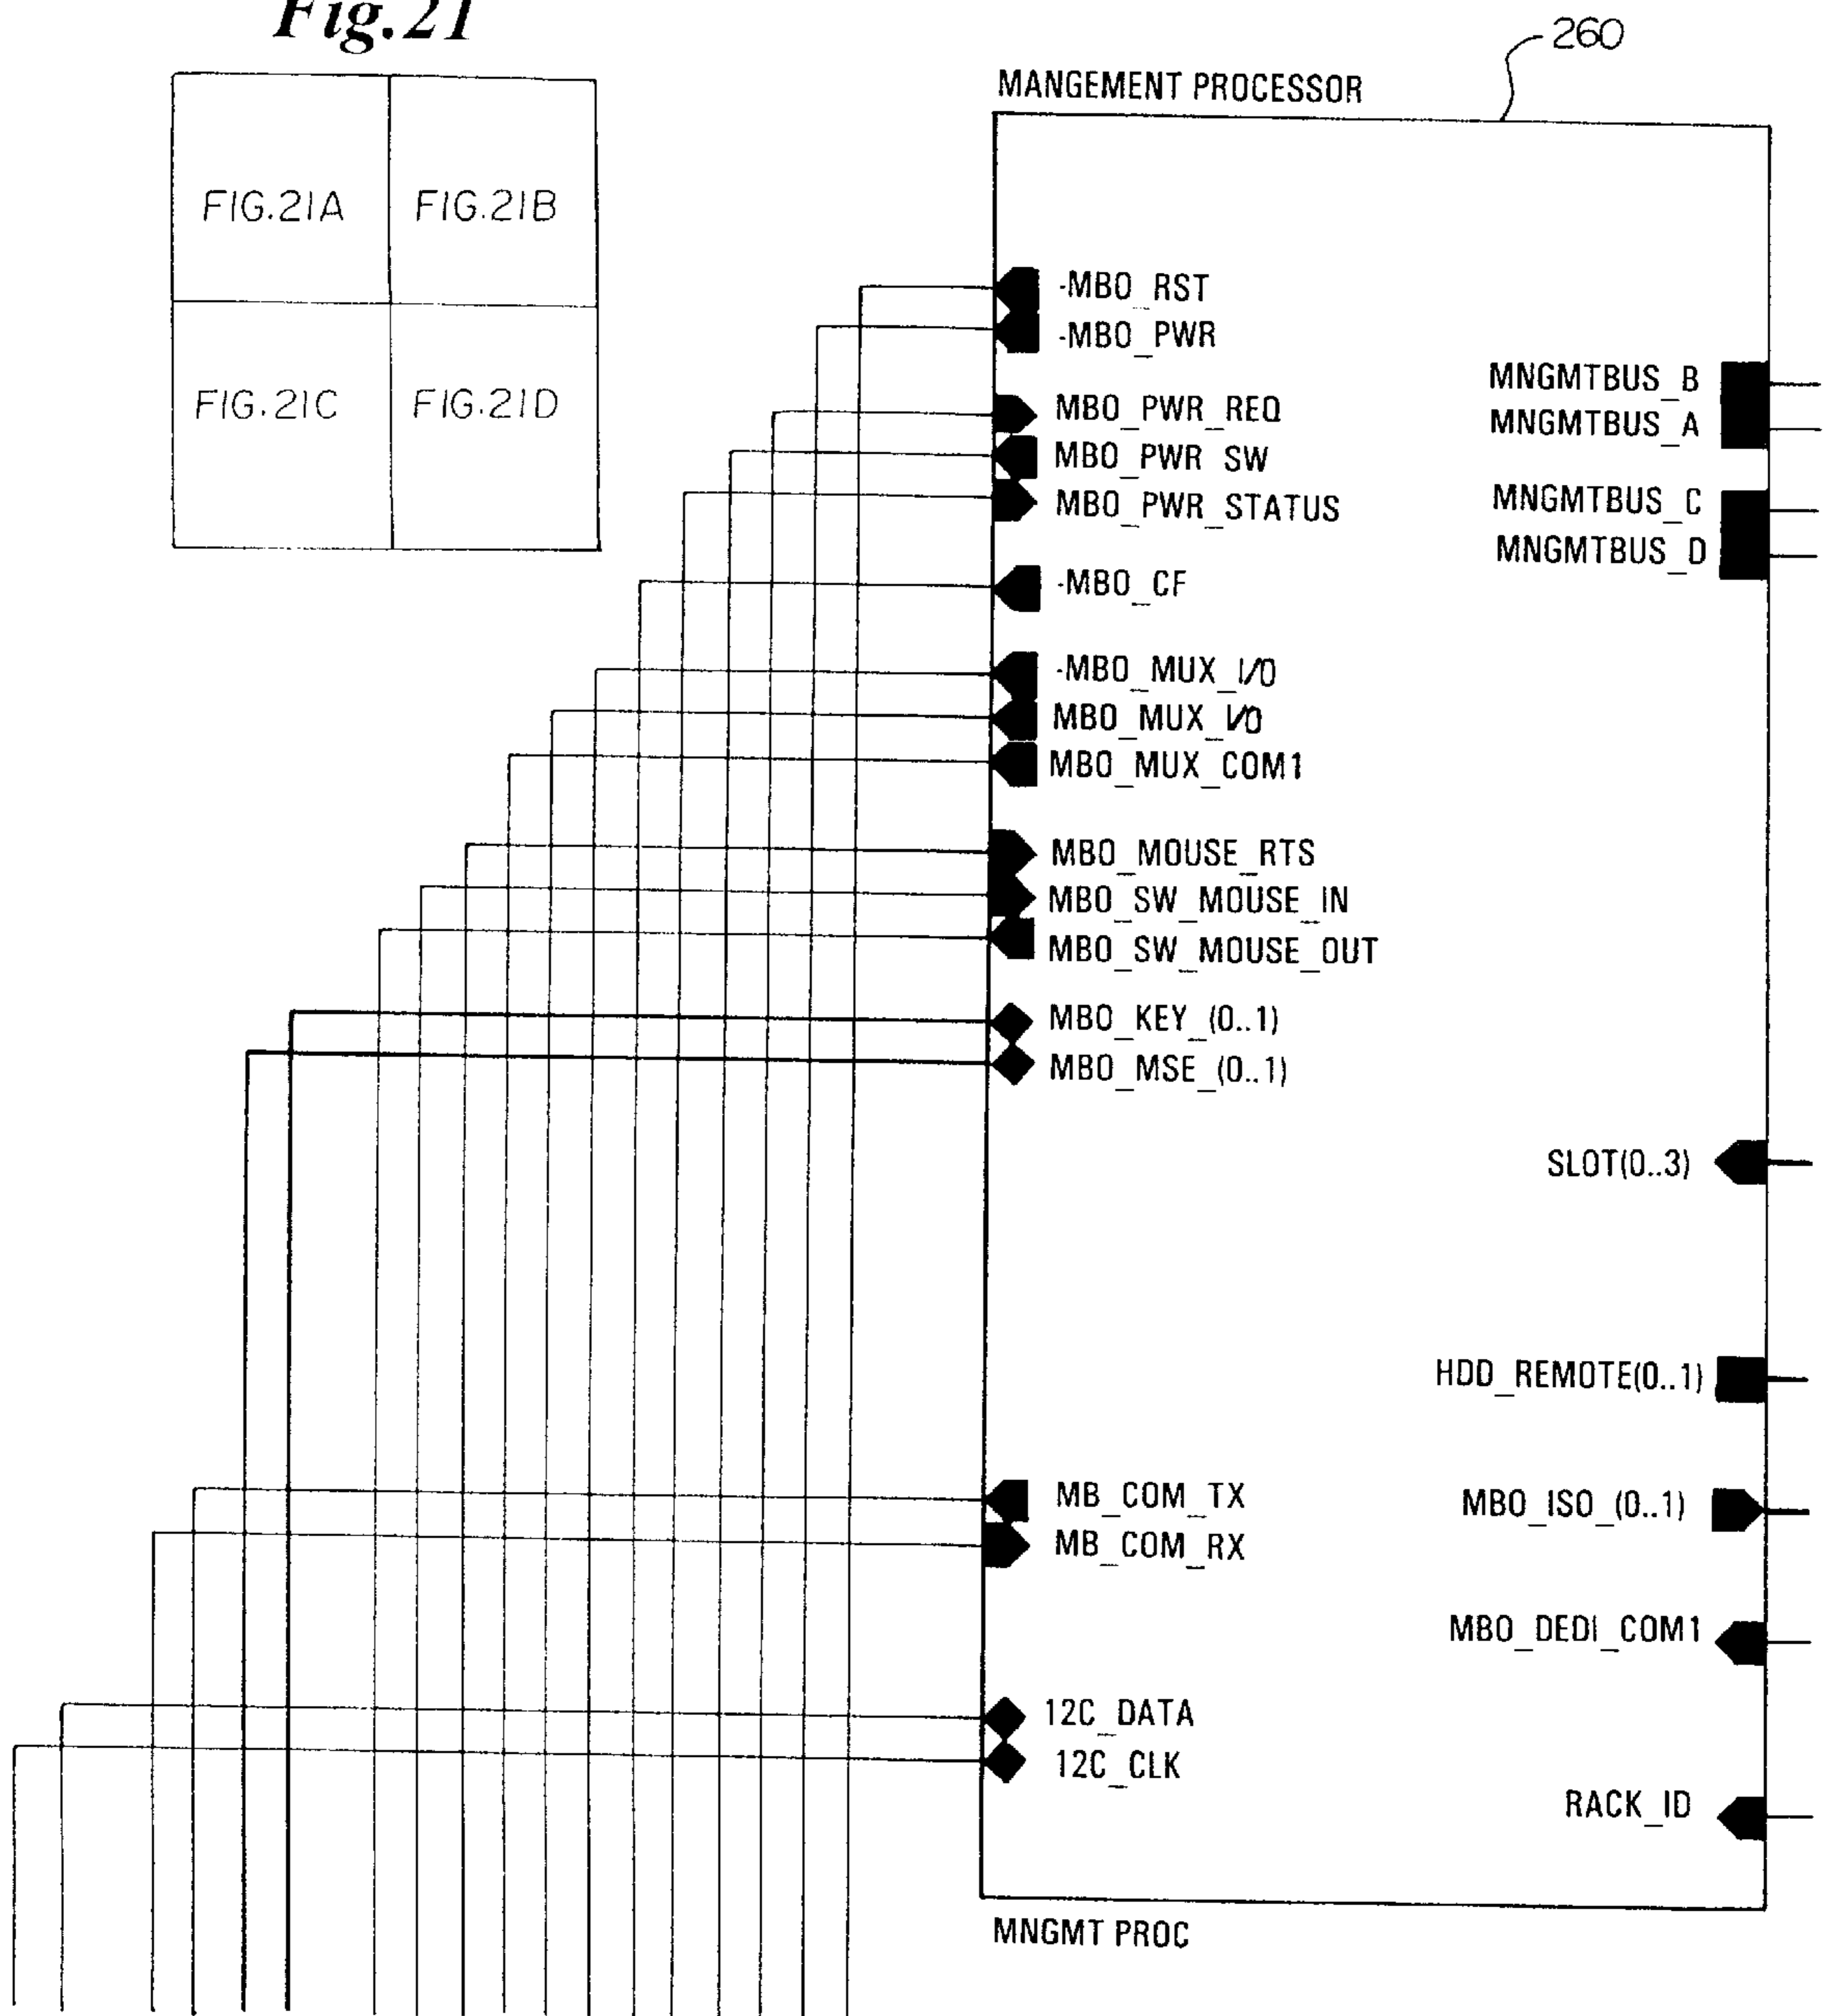 Fig.21
FIG.21A
FIG.21B
FIG.21C
FIG.21D
260
MANGEMENT PROCESSOR
-MBO_RST
-MBO_PWR
MBO_PWR_REQ
MBO_PWR SW
MBO_PWR_STATUS
-MBO_CF
-MBO_MUX_I/O
MBO_MUX_I/O
MBO_MUX_COM1
MBO_MOUSE_RTS
MBO_SW_MOUSE_IN
MBO_SW_MOUSE_OUT
MBO_KEY_(0..1)
MBO_MSE_(0..1)
MB_COM_TX
MB_COM_RX
12C_DATA
12C_CLK
MNGMTBUS_B
MNGMTBUS_A
MNGMTBUS_C
MNGMTBUS_D
SLOT(0..3)
HDD_REMOTE(0..1)
MBO_ISO_(0..1)
MBO_DEDI_COM1
RACK_ID
MNGMT PROC